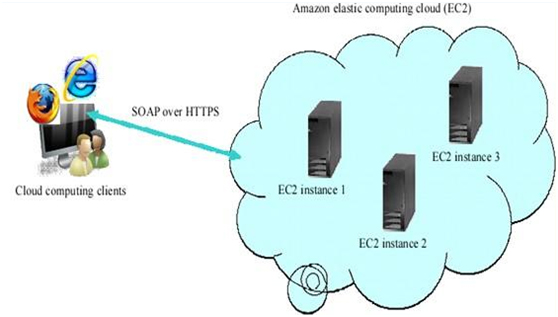 Amazon elastic computing cloud (EC2)
SOAP over HTTPS
EC2 instance 3
Cloud computing clients
EC2 instance 1
EC2 instance 2